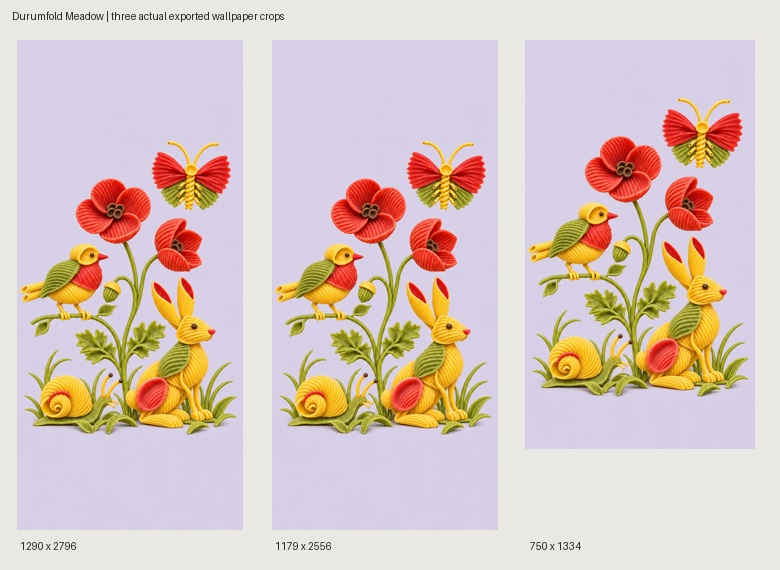 Durumfold Meadow | three actual exported wallpaper crops
1290 x 2796
1179 x 2556
750 x 1334